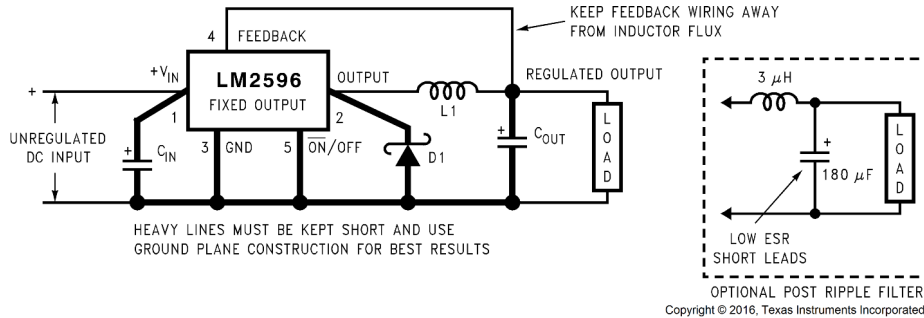 KEEP FEEDBACK WIRING AWAY
FROM INDUCTOR FLUX
4 FEEDBACK
+VIN
LM2596
FIXED OUTPUT
OUTPUT
L1
REGULATED OUTPUT
+
1
2
UNREGULATED
DC INPUT
+
CIN
3 GND
5 ON/OFF
D1
+
COUT
LOAD
HEAVY LINES MUST BE KEPT SHORT AND USE
GROUND PLANE CONSTRUCTION FOR BEST RESULTS
3 μH
+
180 μF
LOAD
LOW ESR
SHORT LEADS
OPTIONAL POST RIPPLE FILTER
Copyright © 2016, Texas Instruments Incorporated